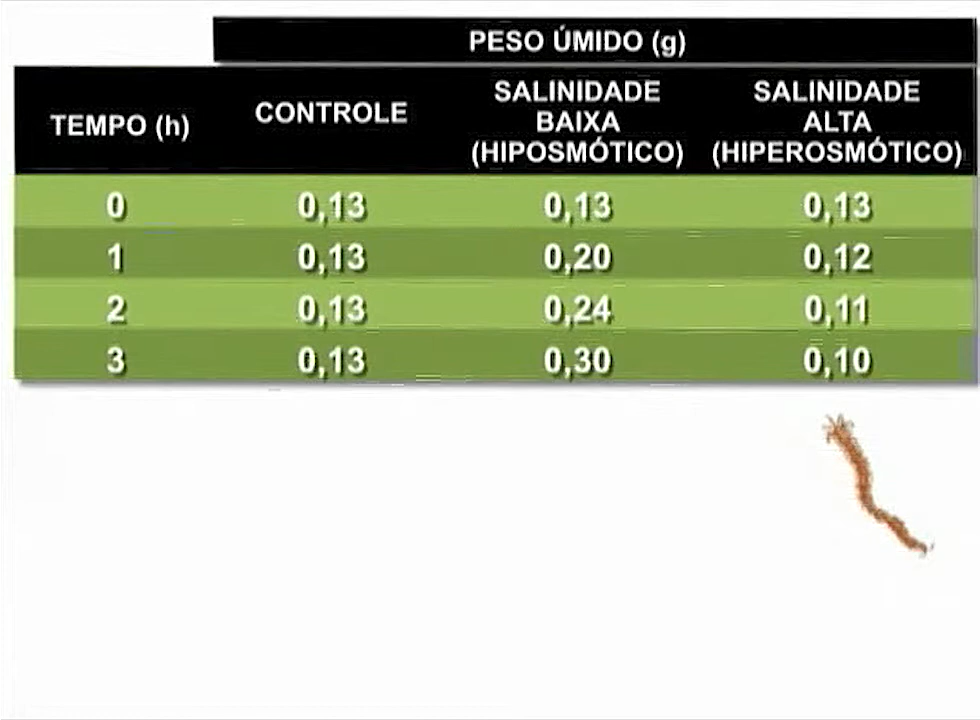 PESO ÚMIDO (g)
TEMPO (h) CONTROLE SALINIDADE BAIXA (HIPOSMÓTICO) SALINIDADE ALTA (HIPEROSMÓTICO)
0 0,13 0,13 0,13
1 0,13 0,20 0,12
2 0,13 0,24 0,11
3 0,13 0,30 0,10